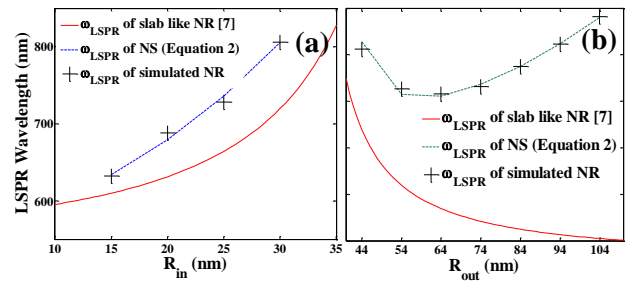 ω_LSPR of slab like NR [7]
ω_LSPR of NS (Equation 2)
ω_LSPR of simulated NR
(a)
LSPR Wavelength (nm)
800
700
600
10 15 20 25 30 35
R_in (nm)
(b)
ω_LSPR of slab like NR [7]
ω_LSPR of NS (Equation 2)
ω_LSPR of simulated NR
44 54 64 74 84 94 104
R_out (nm)